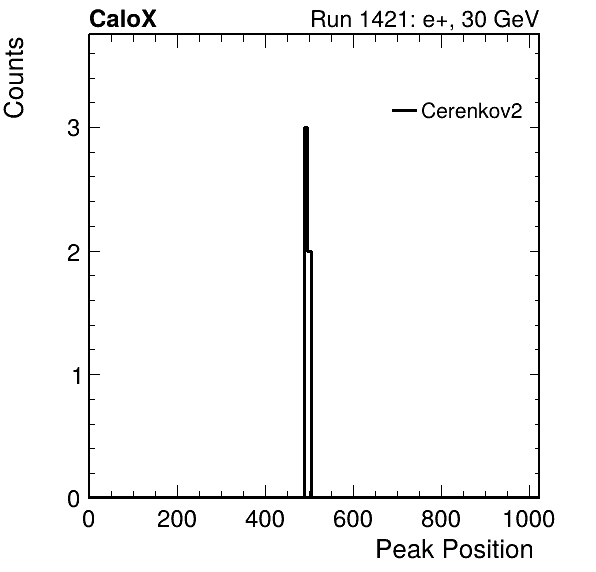 CaloX Run 1421: e+, 30 GeV
Counts
Cerenkov2
3
2
1
0
0 200 400 600 800 1000
Peak Position